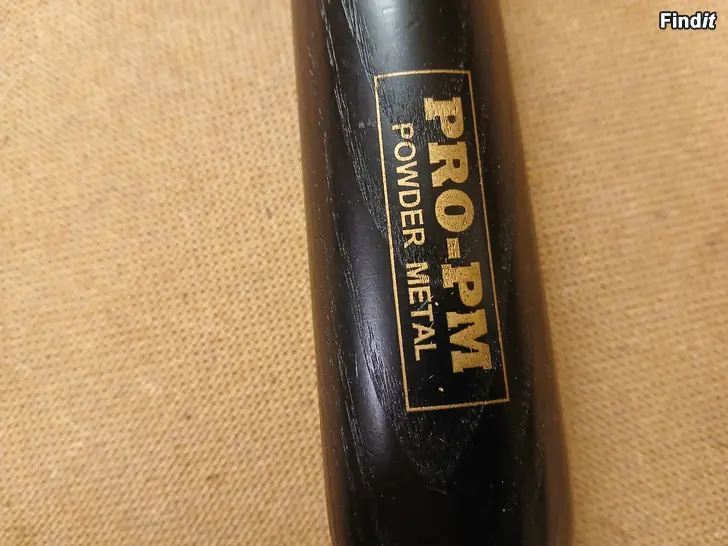 Findit
PRO-PM
POWDER METAL